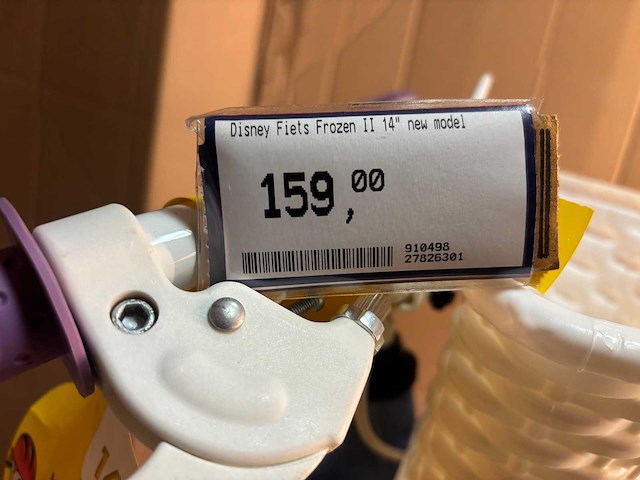 Disney Fiets Frozen II 14" new model
159,00
910498
27826301